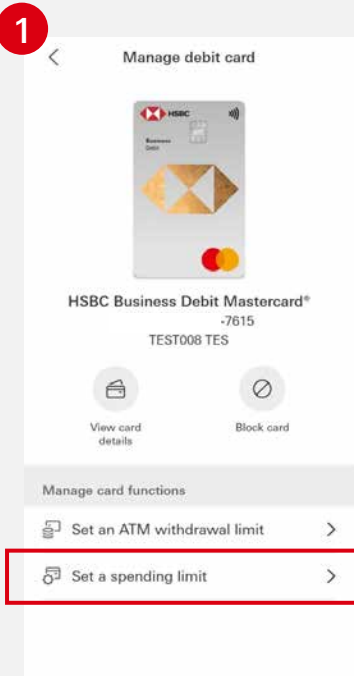 1
Manage debit card
HSBC
Business
Debit
HSBC Business Debit Mastercard®
-7615
TEST008 TES
View card
details
Block card
Manage card functions
Set an ATM withdrawal limit
Set a spending limit